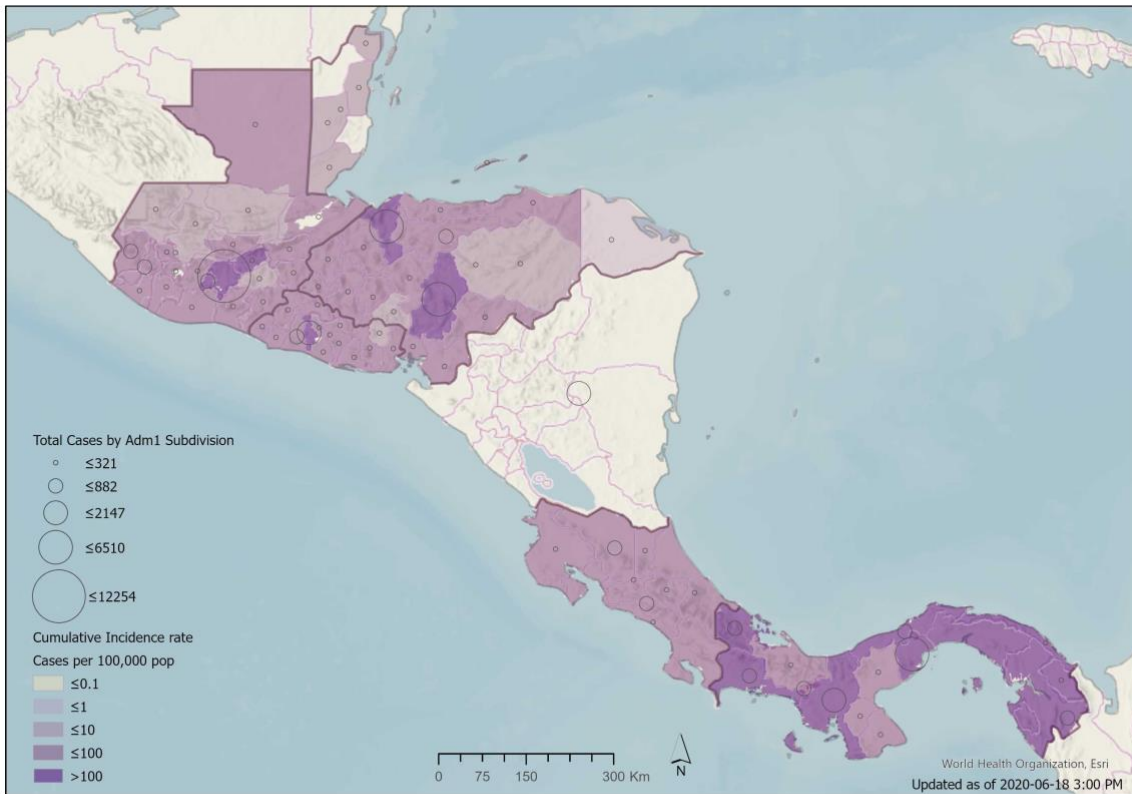 Total Cases by Adm1 Subdivision
≤321
≤882
≤2147
≤6510
≤12254
Cumulative Incidence rate
Cases per 100,000 pop
≤0.1
≤1
≤10
≤100
>100
0 75 150 300 Km
N
World Health Organization, Esri
Updated as of 2020-06-18 3:00 PM